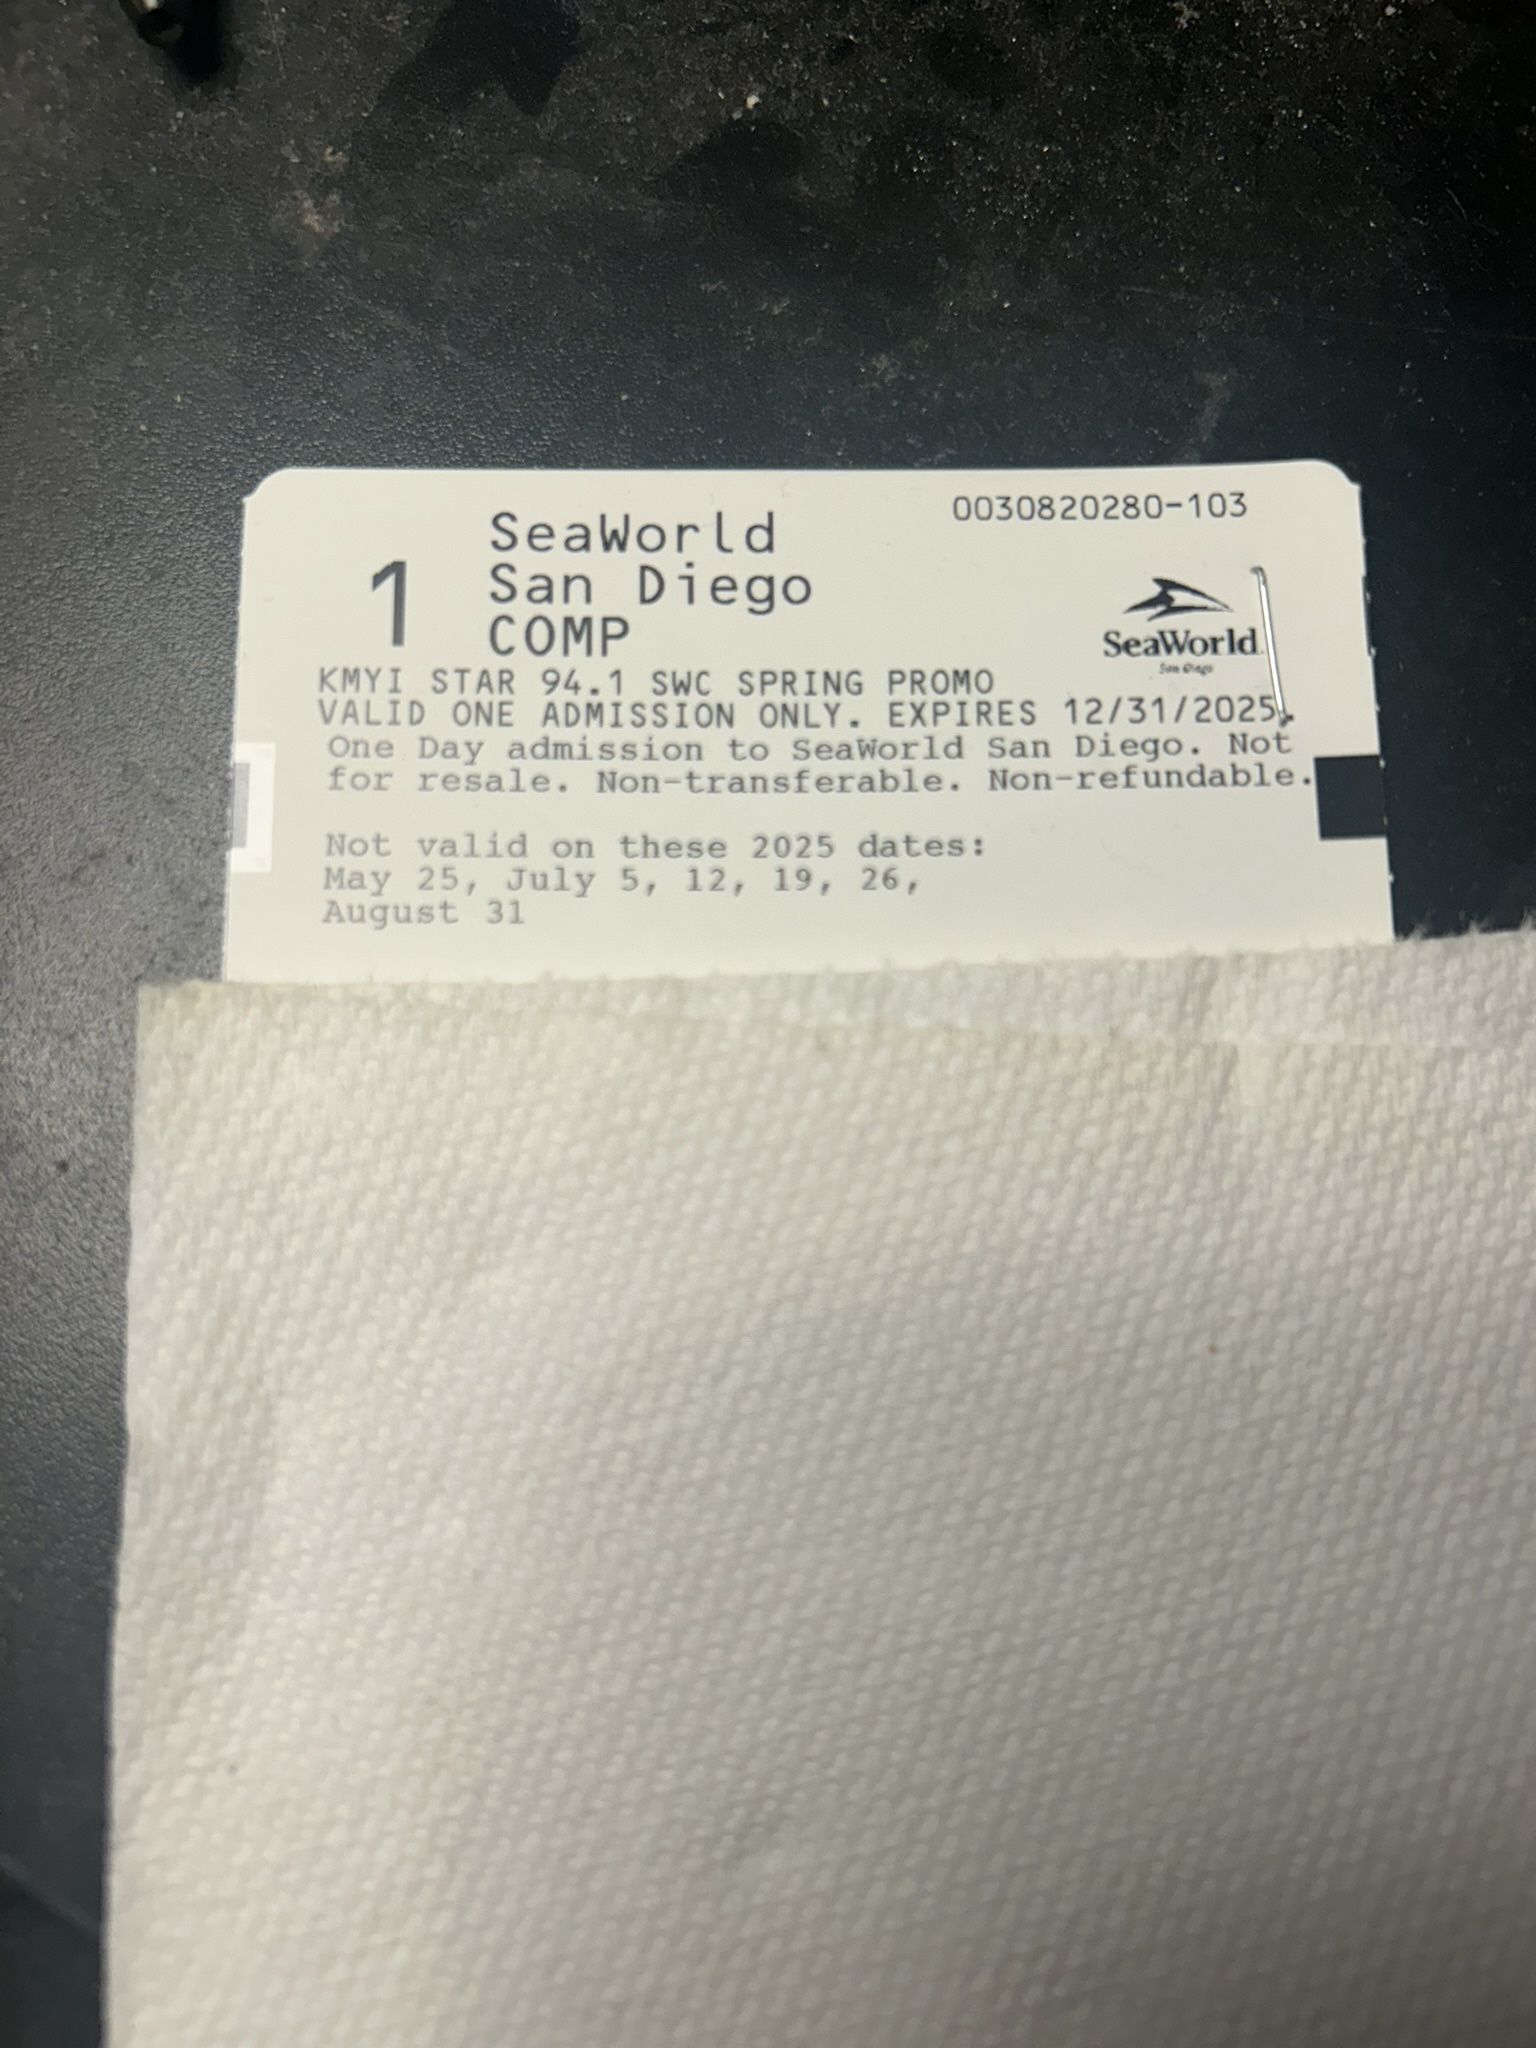 0030820280-103
1
SeaWorld
San Diego
COMP
SeaWorld
San Diego
KMYI STAR 94.1 SWC SPRING PROMO
VALID ONE ADMISSION ONLY. EXPIRES 12/31/2025.
One Day admission to SeaWorld San Diego. Not
for resale. Non-transferable. Non-refundable.
Not valid on these 2025 dates:
May 25, July 5, 12, 19, 26,
August 31